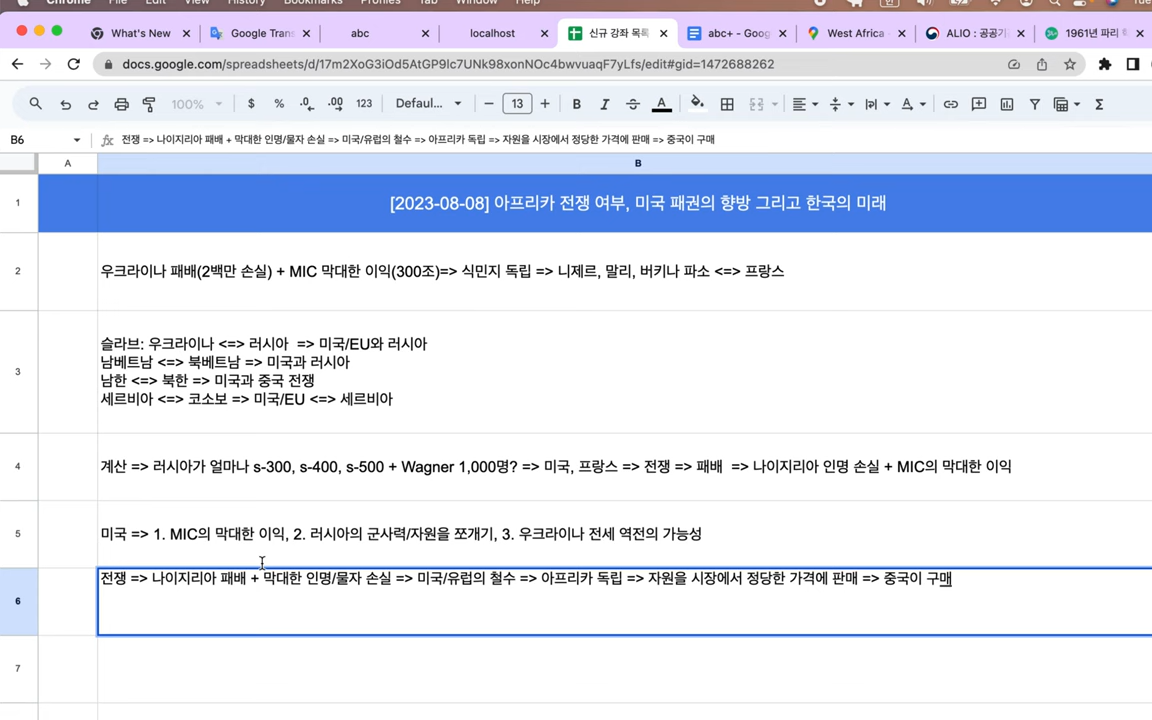 Chrome File Edit View History Bookmarks Profiles Tab Window Help
What's New Google Trans abc localhost 신규 강좌 목록 abc+ - Goog West Africa ALIO : 공공기 1961년 파리
docs.google.com/spreadsheets/d/17m2XoG3iOd5AtGP9Ic7UNk98xonNOc4bwvuaqF7yLfs/edit#gid=1472688262
100% $ % .0 .00 123 Defaul... 13 B I A Σ
B6 fx 전쟁 => 나이지리아 패배 + 막대한 인명/물자 손실 => 미국/유럽의 철수 => 아프리카 독립 => 자원을 시장에서 정당한 가격에 판매 => 중국이 구매
A B
1 [2023-08-08] 아프리카 전쟁 여부, 미국 패권의 향방 그리고 한국의 미래
2 우크라이나 패배(2백만 손실) + MIC 막대한 이익(300조)=> 식민지 독립 => 니제르, 말리, 버키나 파소 <=> 프랑스
슬라브: 우크라이나 <=> 러시아 => 미국/EU와 러시아
남베트남 <=> 북베트남 => 미국과 러시아
3 남한 <=> 북한 => 미국과 중국 전쟁
세르비아 <=> 코소보 => 미국/EU <=> 세르비아
4 계산 => 러시아가 얼마나 s-300, s-400, s-500 + Wagner 1,000명? => 미국, 프랑스 => 전쟁 => 패배 => 나이지리아 인명 손실 + MIC의 막대한 이익
5 미국 => 1. MIC의 막대한 이익, 2. 러시아의 군사력/자원을 쪼개기, 3. 우크라이나 전세 역전의 가능성
전쟁 => 나이지리아 패배 + 막대한 인명/물자 손실 => 미국/유럽의 철수 => 아프리카 독립 => 자원을 시장에서 정당한 가격에 판매 => 중국이 구매
6
7